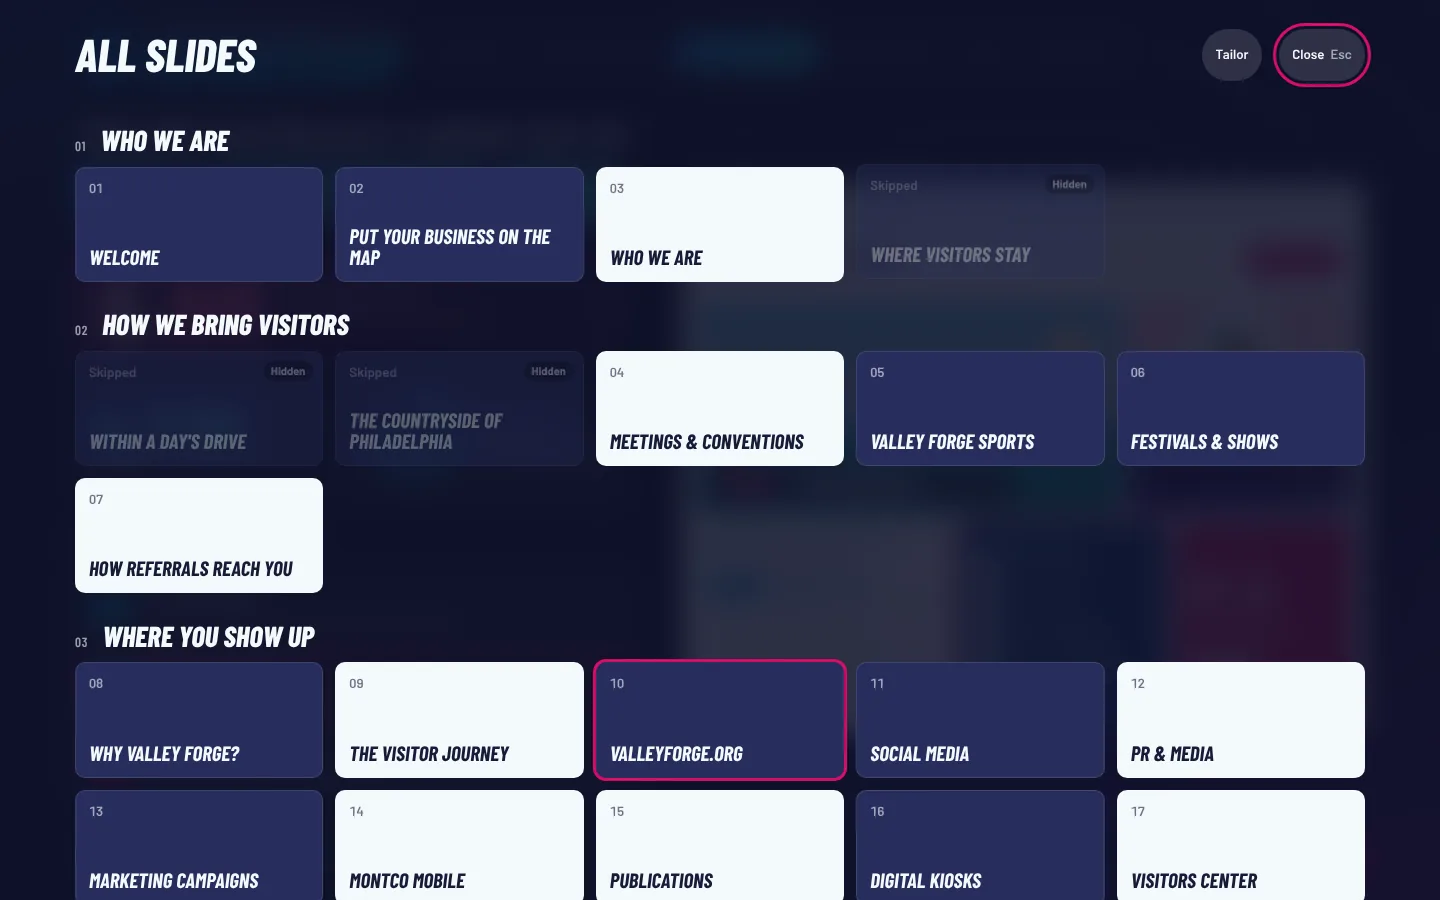 ALL SLIDES
Tailor
Close Esc
01 WHO WE ARE
01
WELCOME
02
PUT YOUR BUSINESS ON THE
MAP
03
WHO WE ARE
Skipped
Hidden
WHERE VISITORS STAY
02 HOW WE BRING VISITORS
Skipped
Hidden
WITHIN A DAY'S DRIVE
Skipped
Hidden
THE COUNTRYSIDE OF
PHILADELPHIA
04
MEETINGS & CONVENTIONS
05
VALLEY FORGE SPORTS
06
FESTIVALS & SHOWS
07
HOW REFERRALS REACH YOU
03 WHERE YOU SHOW UP
08
WHY VALLEY FORGE?
09
THE VISITOR JOURNEY
10
VALLEYFORGE.ORG
11
SOCIAL MEDIA
12
PR & MEDIA
13
MARKETING CAMPAIGNS
14
MONTCO MOBILE
15
PUBLICATIONS
16
DIGITAL KIOSKS
17
VISITORS CENTER